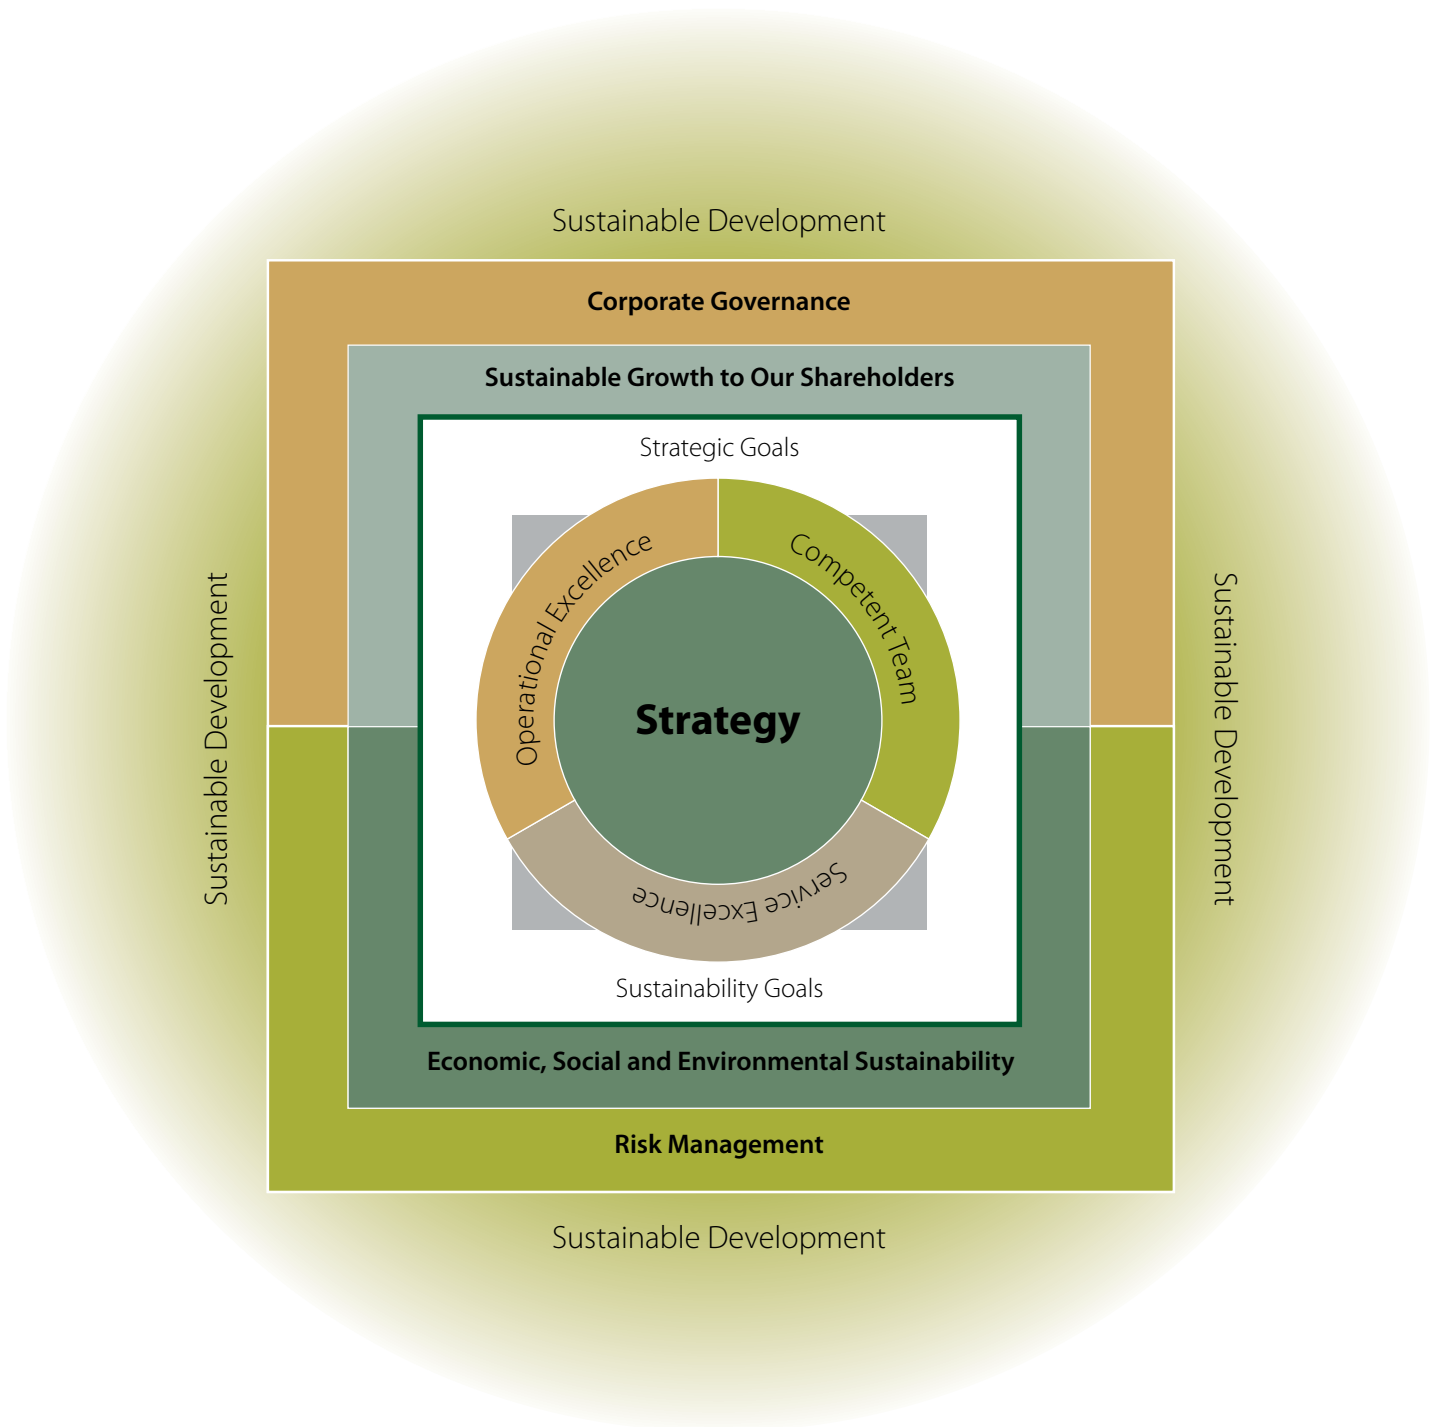 Sustainable Development
Corporate Governance
Sustainable Growth to Our Shareholders
Strategic Goals
Operational Excellence
Competent Team
Strategy
Service Excellence
Sustainability Goals
Economic, Social and Environmental Sustainability
Risk Management
Sustainable Development
Sustainable Development
Sustainable Development